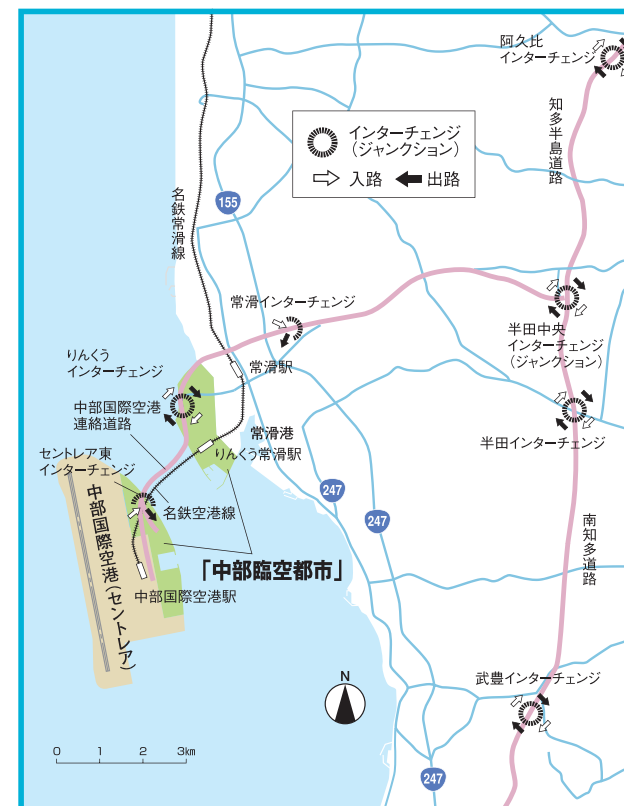 阿久比
インターチェンジ
知多半島道路
インターチェンジ
(ジャンクション)
入路 出路
名鉄常滑線
155
常滑インターチェンジ
半田中央
インターチェンジ
(ジャンクション)
りんくう
インターチェンジ
常滑駅
中部国際空港
連絡道路
常滑港
りんくう常滑駅
半田インターチェンジ
セントレア東
インターチェンジ
247
名鉄空港線
247
中部国際空港(セントレア)
南知多道路
「中部臨空都市」
中部国際空港駅
武豊インターチェンジ
N
0 1 2 3km
247